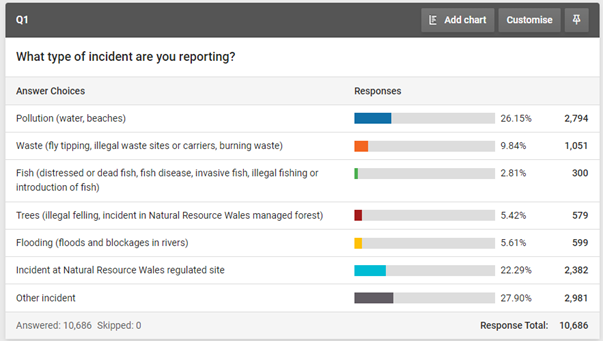 Q1 Add chart Customise
What type of incident are you reporting?
Answer Choices Responses
Pollution (water, beaches) 26.15% 2,794
Waste (fly tipping, illegal waste sites or carriers, burning waste) 9.84% 1,051
Fish (distressed or dead fish, fish disease, invasive fish, illegal fishing or 2.81% 300
introduction of fish)
Trees (illegal felling, incident in Natural Resource Wales managed forest) 5.42% 579
Flooding (floods and blockages in rivers) 5.61% 599
Incident at Natural Resource Wales regulated site 22.29% 2,382
Other incident 27.90% 2,981
Answered: 10,686 Skipped: 0 Response Total: 10,686